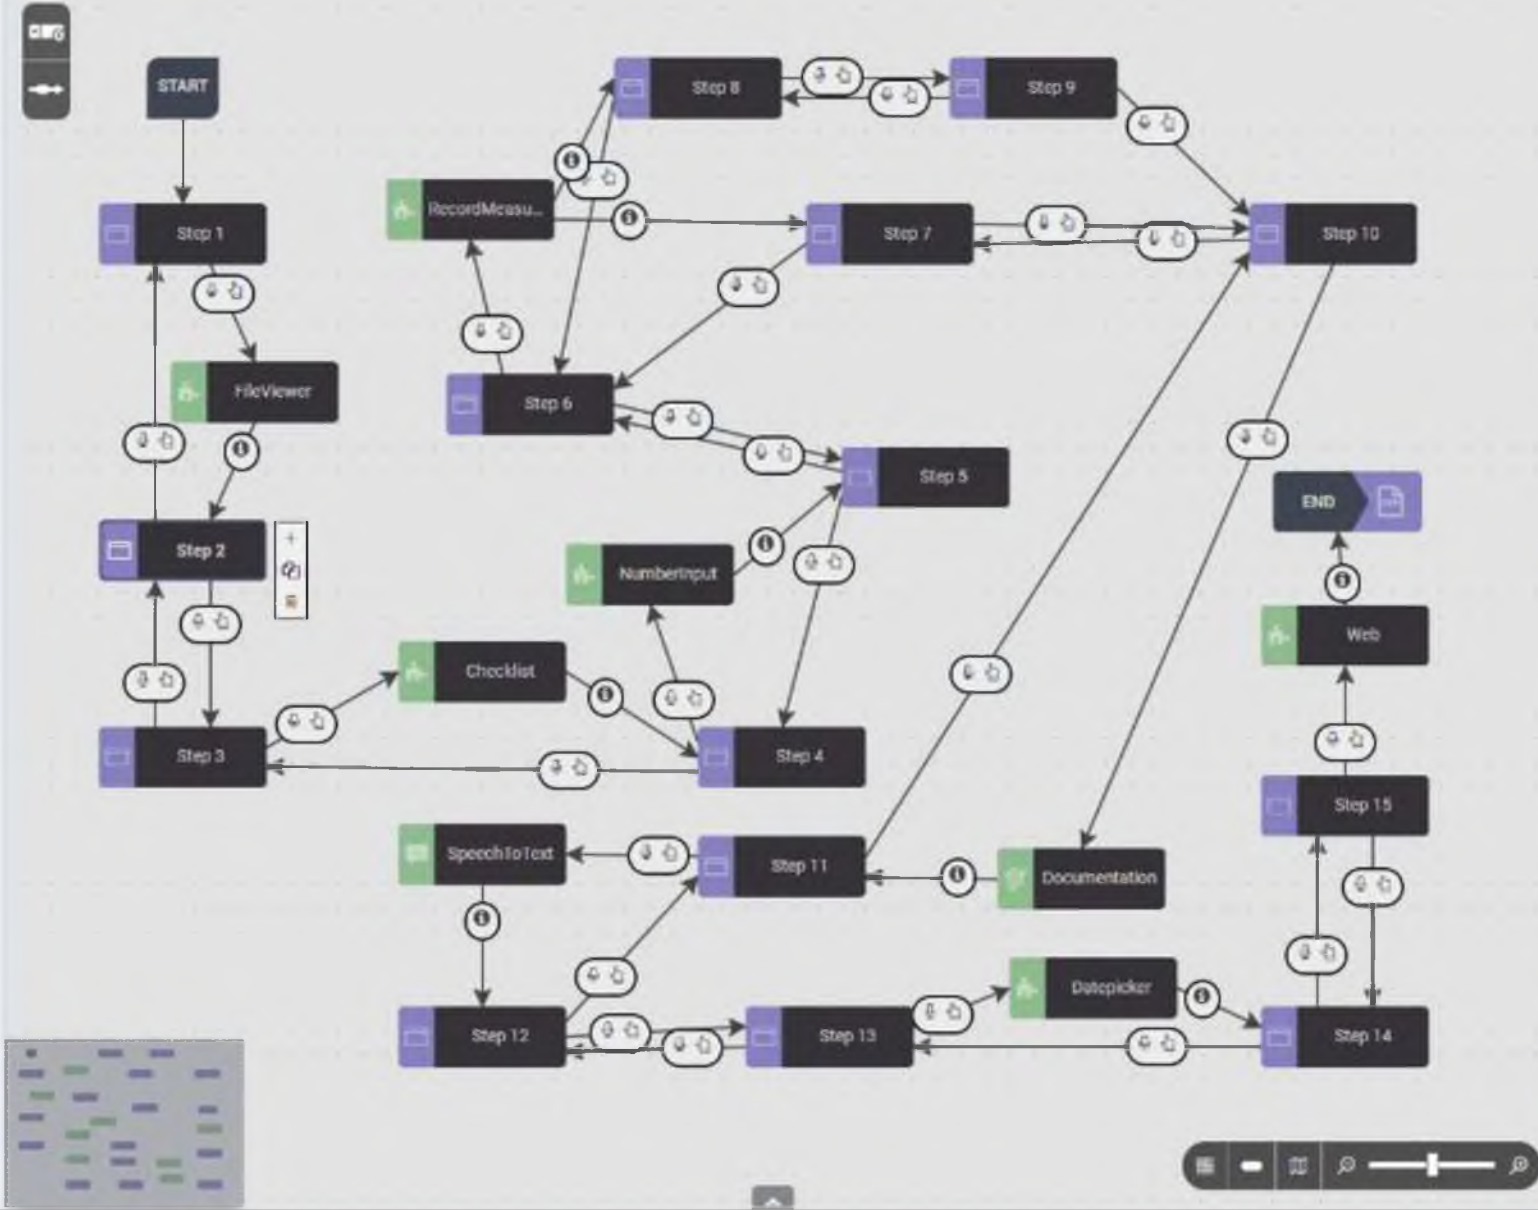 START
Step 8
Step 9
RecordMeasu...
Step 1
Step 7
Step 10
FileViewer
Step 6
Step 5
END
Step 2
NumberInput
Web
Checklist
Step 3
Step 4
Step 15
SpeechToText
Step 11
Documentation
Datepicker
Step 12
Step 13
Step 14